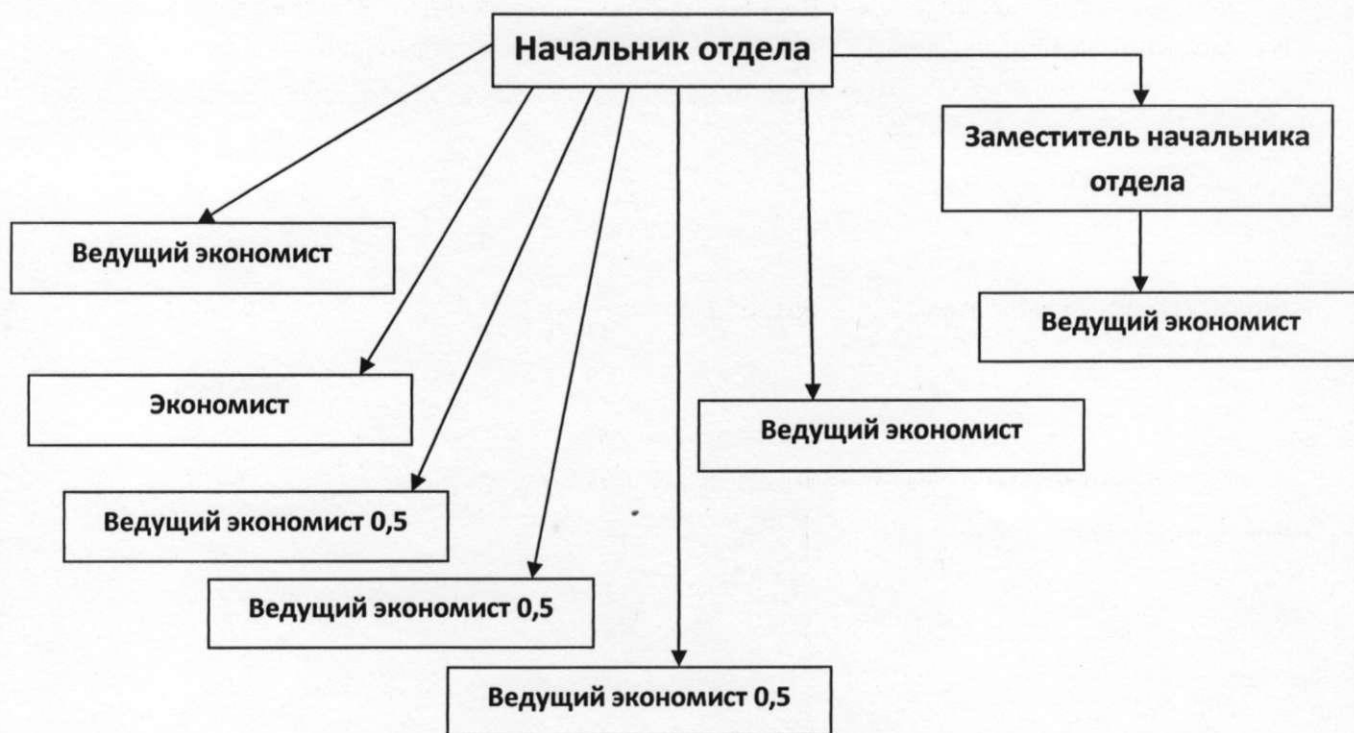 Начальник отдела
Заместитель начальника
отдела
Ведущий экономист
Ведущий экономист
Экономист
Ведущий экономист
Ведущий экономист 0,5
Ведущий экономист 0,5
Ведущий экономист 0,5